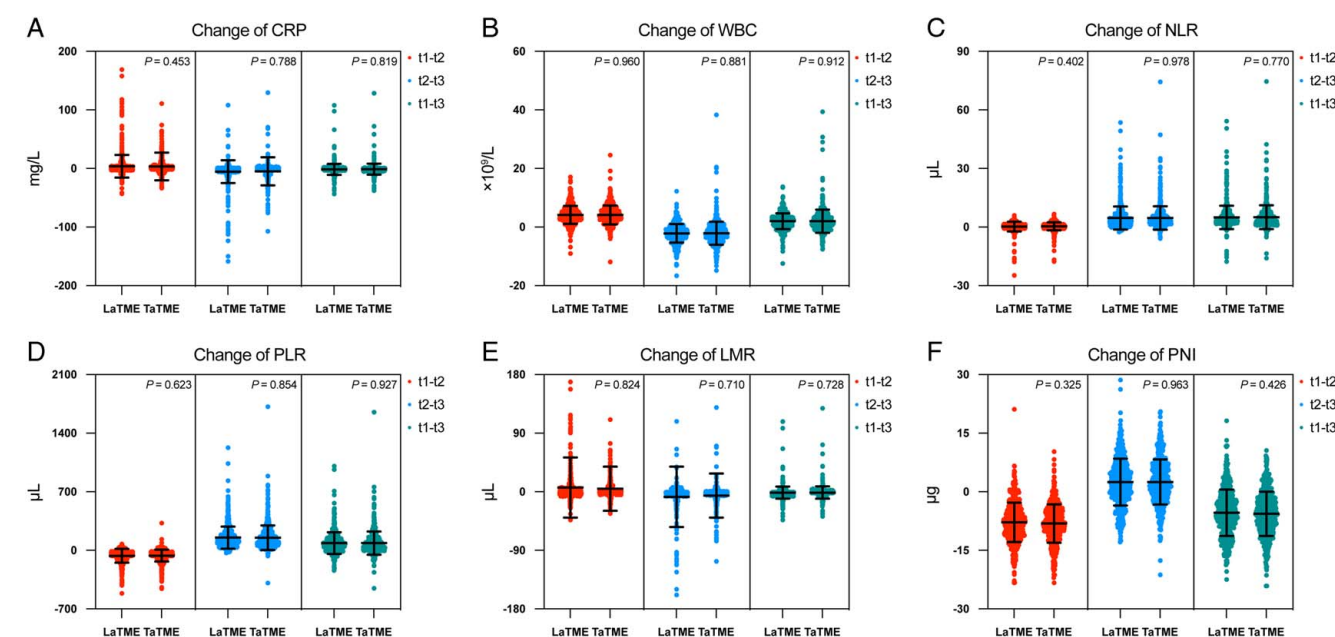 A
Change of CRP
200
100
0
-100
-200
mg/L
P = 0.453
P = 0.788
P = 0.819
t1-t2
t2-t3
t1-t3
LaTME TaTME
LaTME TaTME
LaTME TaTME
B
Change of WBC
60
40
20
0
-20
×10⁹/L
P = 0.960
P = 0.881
P = 0.912
t1-t2
t2-t3
t1-t3
LaTME TaTME
LaTME TaTME
LaTME TaTME
C
Change of NLR
90
60
30
0
-30
μL
P = 0.402
P = 0.978
P = 0.770
t1-t2
t2-t3
t1-t3
LaTME TaTME
LaTME TaTME
LaTME TaTME
D
Change of PLR
2100
1400
700
0
-700
μL
P = 0.623
P = 0.854
P = 0.927
t1-t2
t2-t3
t1-t3
LaTME TaTME
LaTME TaTME
LaTME TaTME
E
Change of LMR
180
90
0
-90
-180
μL
P = 0.824
P = 0.710
P = 0.728
t1-t2
t2-t3
t1-t3
LaTME TaTME
LaTME TaTME
LaTME TaTME
F
Change of PNI
30
15
0
-15
-30
μg
P = 0.325
P = 0.963
P = 0.426
t1-t2
t2-t3
t1-t3
LaTME TaTME
LaTME TaTME
LaTME TaTME